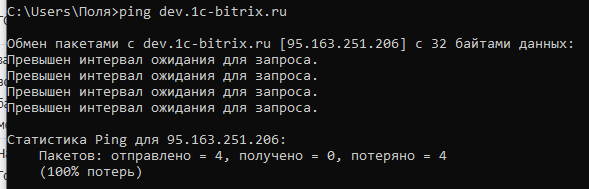 C:\Users\Поля>ping dev.1c-bitrix.ru
Обмен пакетами с dev.1c-bitrix.ru [95.163.251.206] с 32 байтами данных:
Превышен интервал ожидания для запроса.
Превышен интервал ожидания для запроса.
Превышен интервал ожидания для запроса.
Превышен интервал ожидания для запроса.
Статистика Ping для 95.163.251.206:
Пакетов: отправлено = 4, получено = 0, потеряно = 4
(100% потерь)